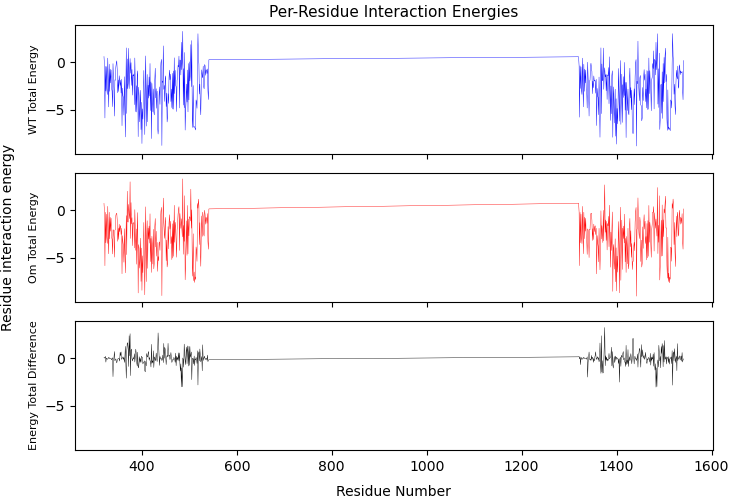 Per-Residue Interaction Energies
Residue interaction energy
WT Total Energy
0
−5
Om Total Energy
0
−5
Energy Total Difference
0
−5
400 600 800 1000 1200 1400 1600
Residue Number